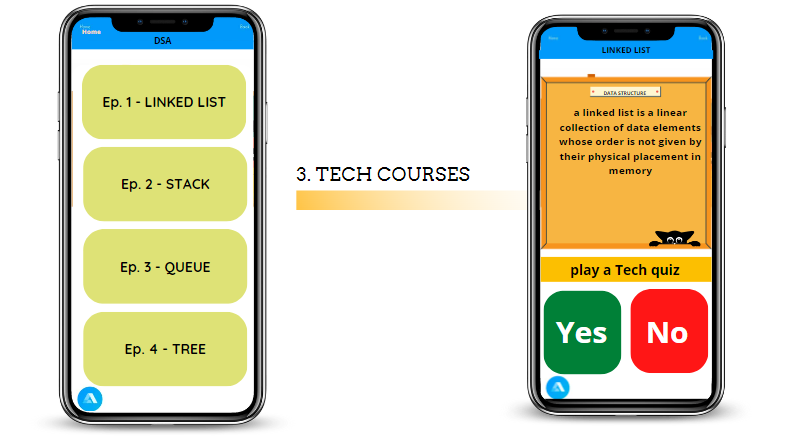 Home
DSA
Ep. 1 - LINKED LIST
Ep. 2 - STACK
Ep. 3 - QUEUE
Ep. 4 - TREE
3. TECH COURSES
LINKED LIST
DATA STRUCTURE
a linked list is a linear
collection of data elements
whose order is not given by
their physical placement in
memory
play a Tech quiz
Yes
No